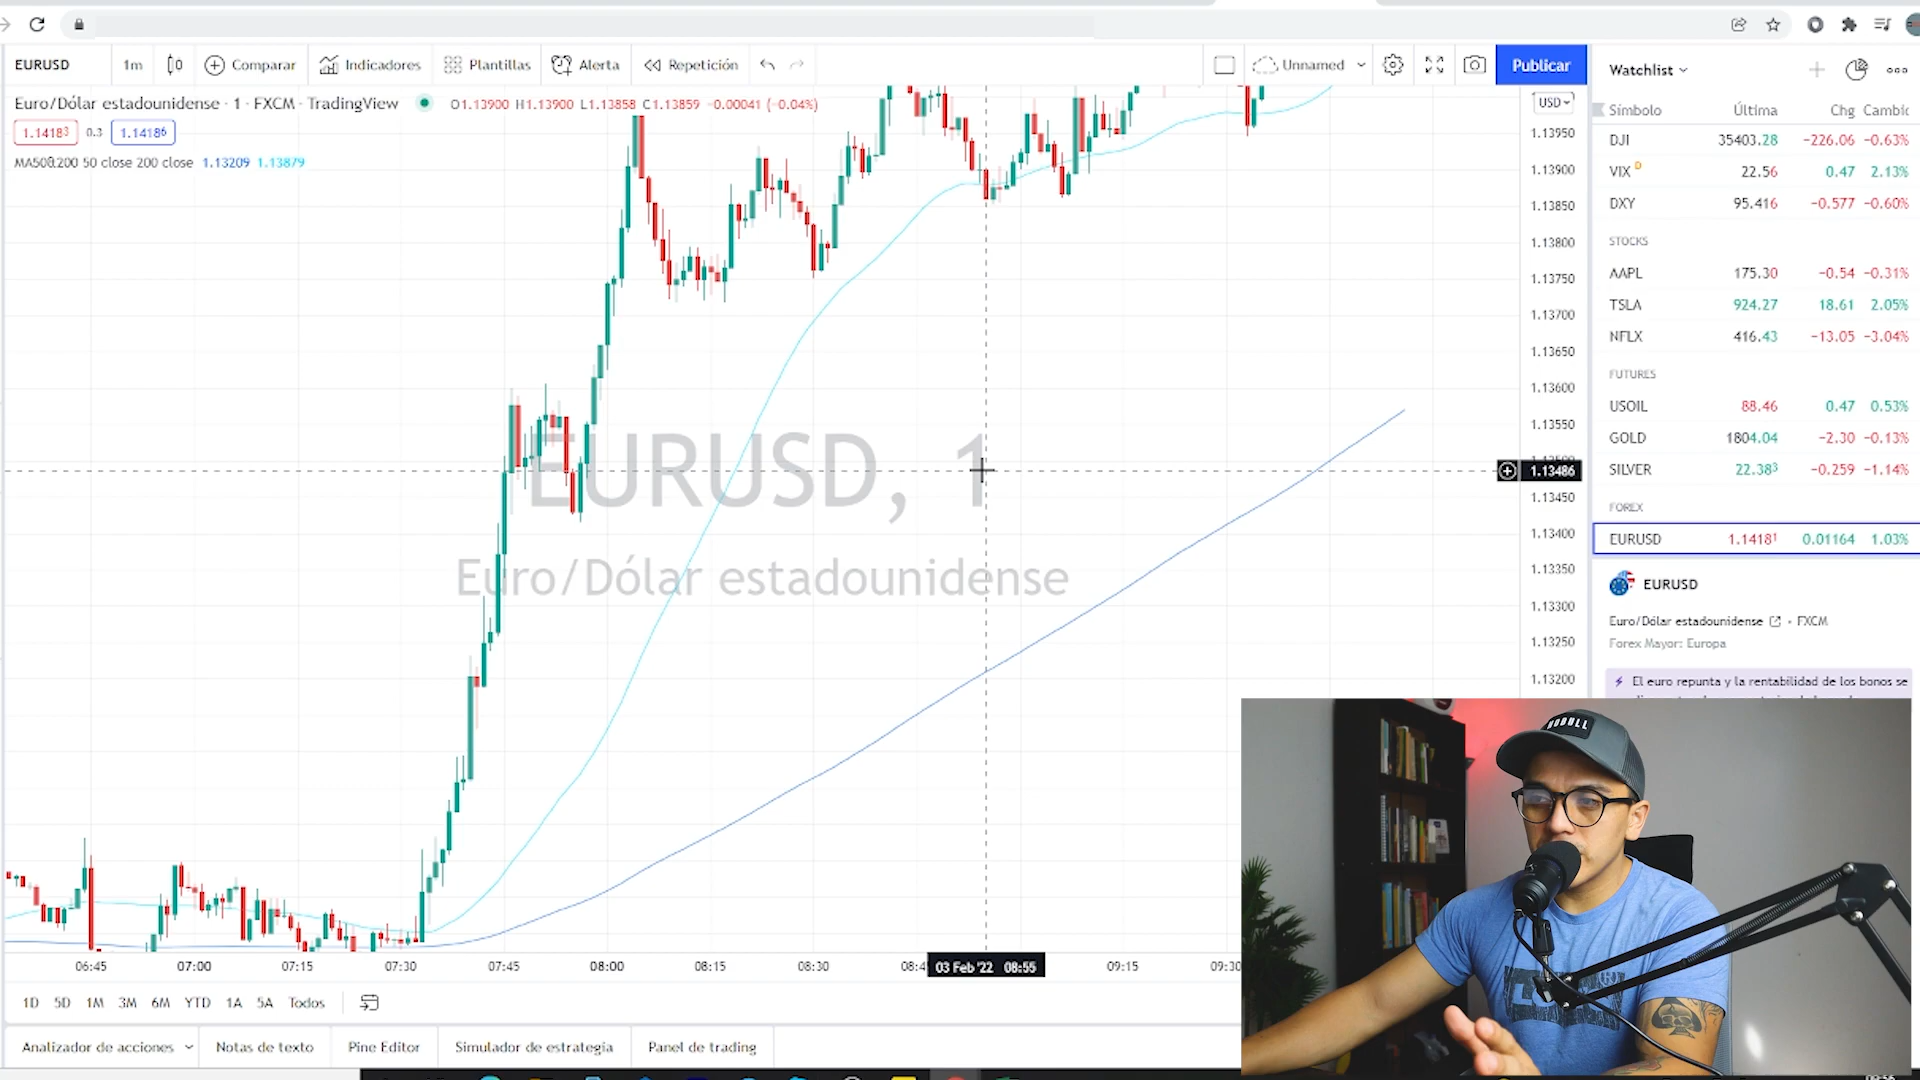 EURUSD 1m Comparar Indicadores Plantillas Alerta Repetición Unnamed Publicar
Euro/Dólar estadounidense · 1 · FXCM · TradingView O1.13900 H1.13900 L1.13858 C1.13859 −0.00041 (−0.04%)
1.14183 0.3 1.14186
MA50&200 50 close 200 close 1.13209 1.13879
USD
1.13950
1.13900
1.13850
1.13800
1.13750
1.13700
1.13650
1.13600
1.13550
1.13486
1.13450
1.13400
1.13350
1.13300
1.13250
1.13200
EURUSD, 1
Euro/Dólar estadounidense
06:45 07:00 07:15 07:30 07:45 08:00 08:15 08:30 03 Feb '22 08:55 09:15 09:30
1D 5D 1M 3M 6M YTD 1A 5A Todos
Analizador de acciones Notas de texto Pine Editor Simulador de estrategia Panel de trading
Watchlist
Símbolo Última Chg
DJI 35403.28 −226.06 −0.63%
VIX 22.56 0.47 2.13%
DXY 95.416 −0.577 −0.60%
STOCKS
AAPL 175.30 −0.54 −0.31%
TSLA 924.27 18.61 2.05%
NFLX 416.43 −13.05 −3.04%
FUTURES
USOIL 88.46 0.47 0.53%
GOLD 1804.04 −2.30 −0.13%
SILVER 22.383 −0.259 −1.14%
FOREX
EURUSD 1.14181 0.01164 1.03%
EURUSD
Euro/Dólar estadounidense • FXCM
Forex Mayor: Europa
El euro repunta y la rentabilidad de los bonos se
NOBULL